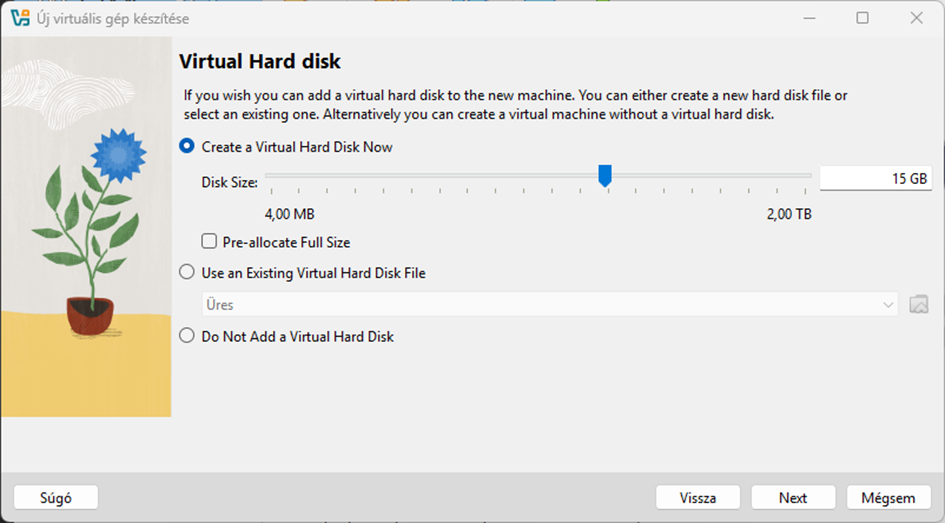 Új virtuális gép készítése
Virtual Hard disk
If you wish you can add a virtual hard disk to the new machine. You can either create a new hard disk file or
select an existing one. Alternatively you can create a virtual machine without a virtual hard disk.
Create a Virtual Hard Disk Now
Disk Size:
15 GB
4,00 MB
2,00 TB
Pre-allocate Full Size
Use an Existing Virtual Hard Disk File
Üres
Do Not Add a Virtual Hard Disk
Súgó
Vissza
Next
Mégsem